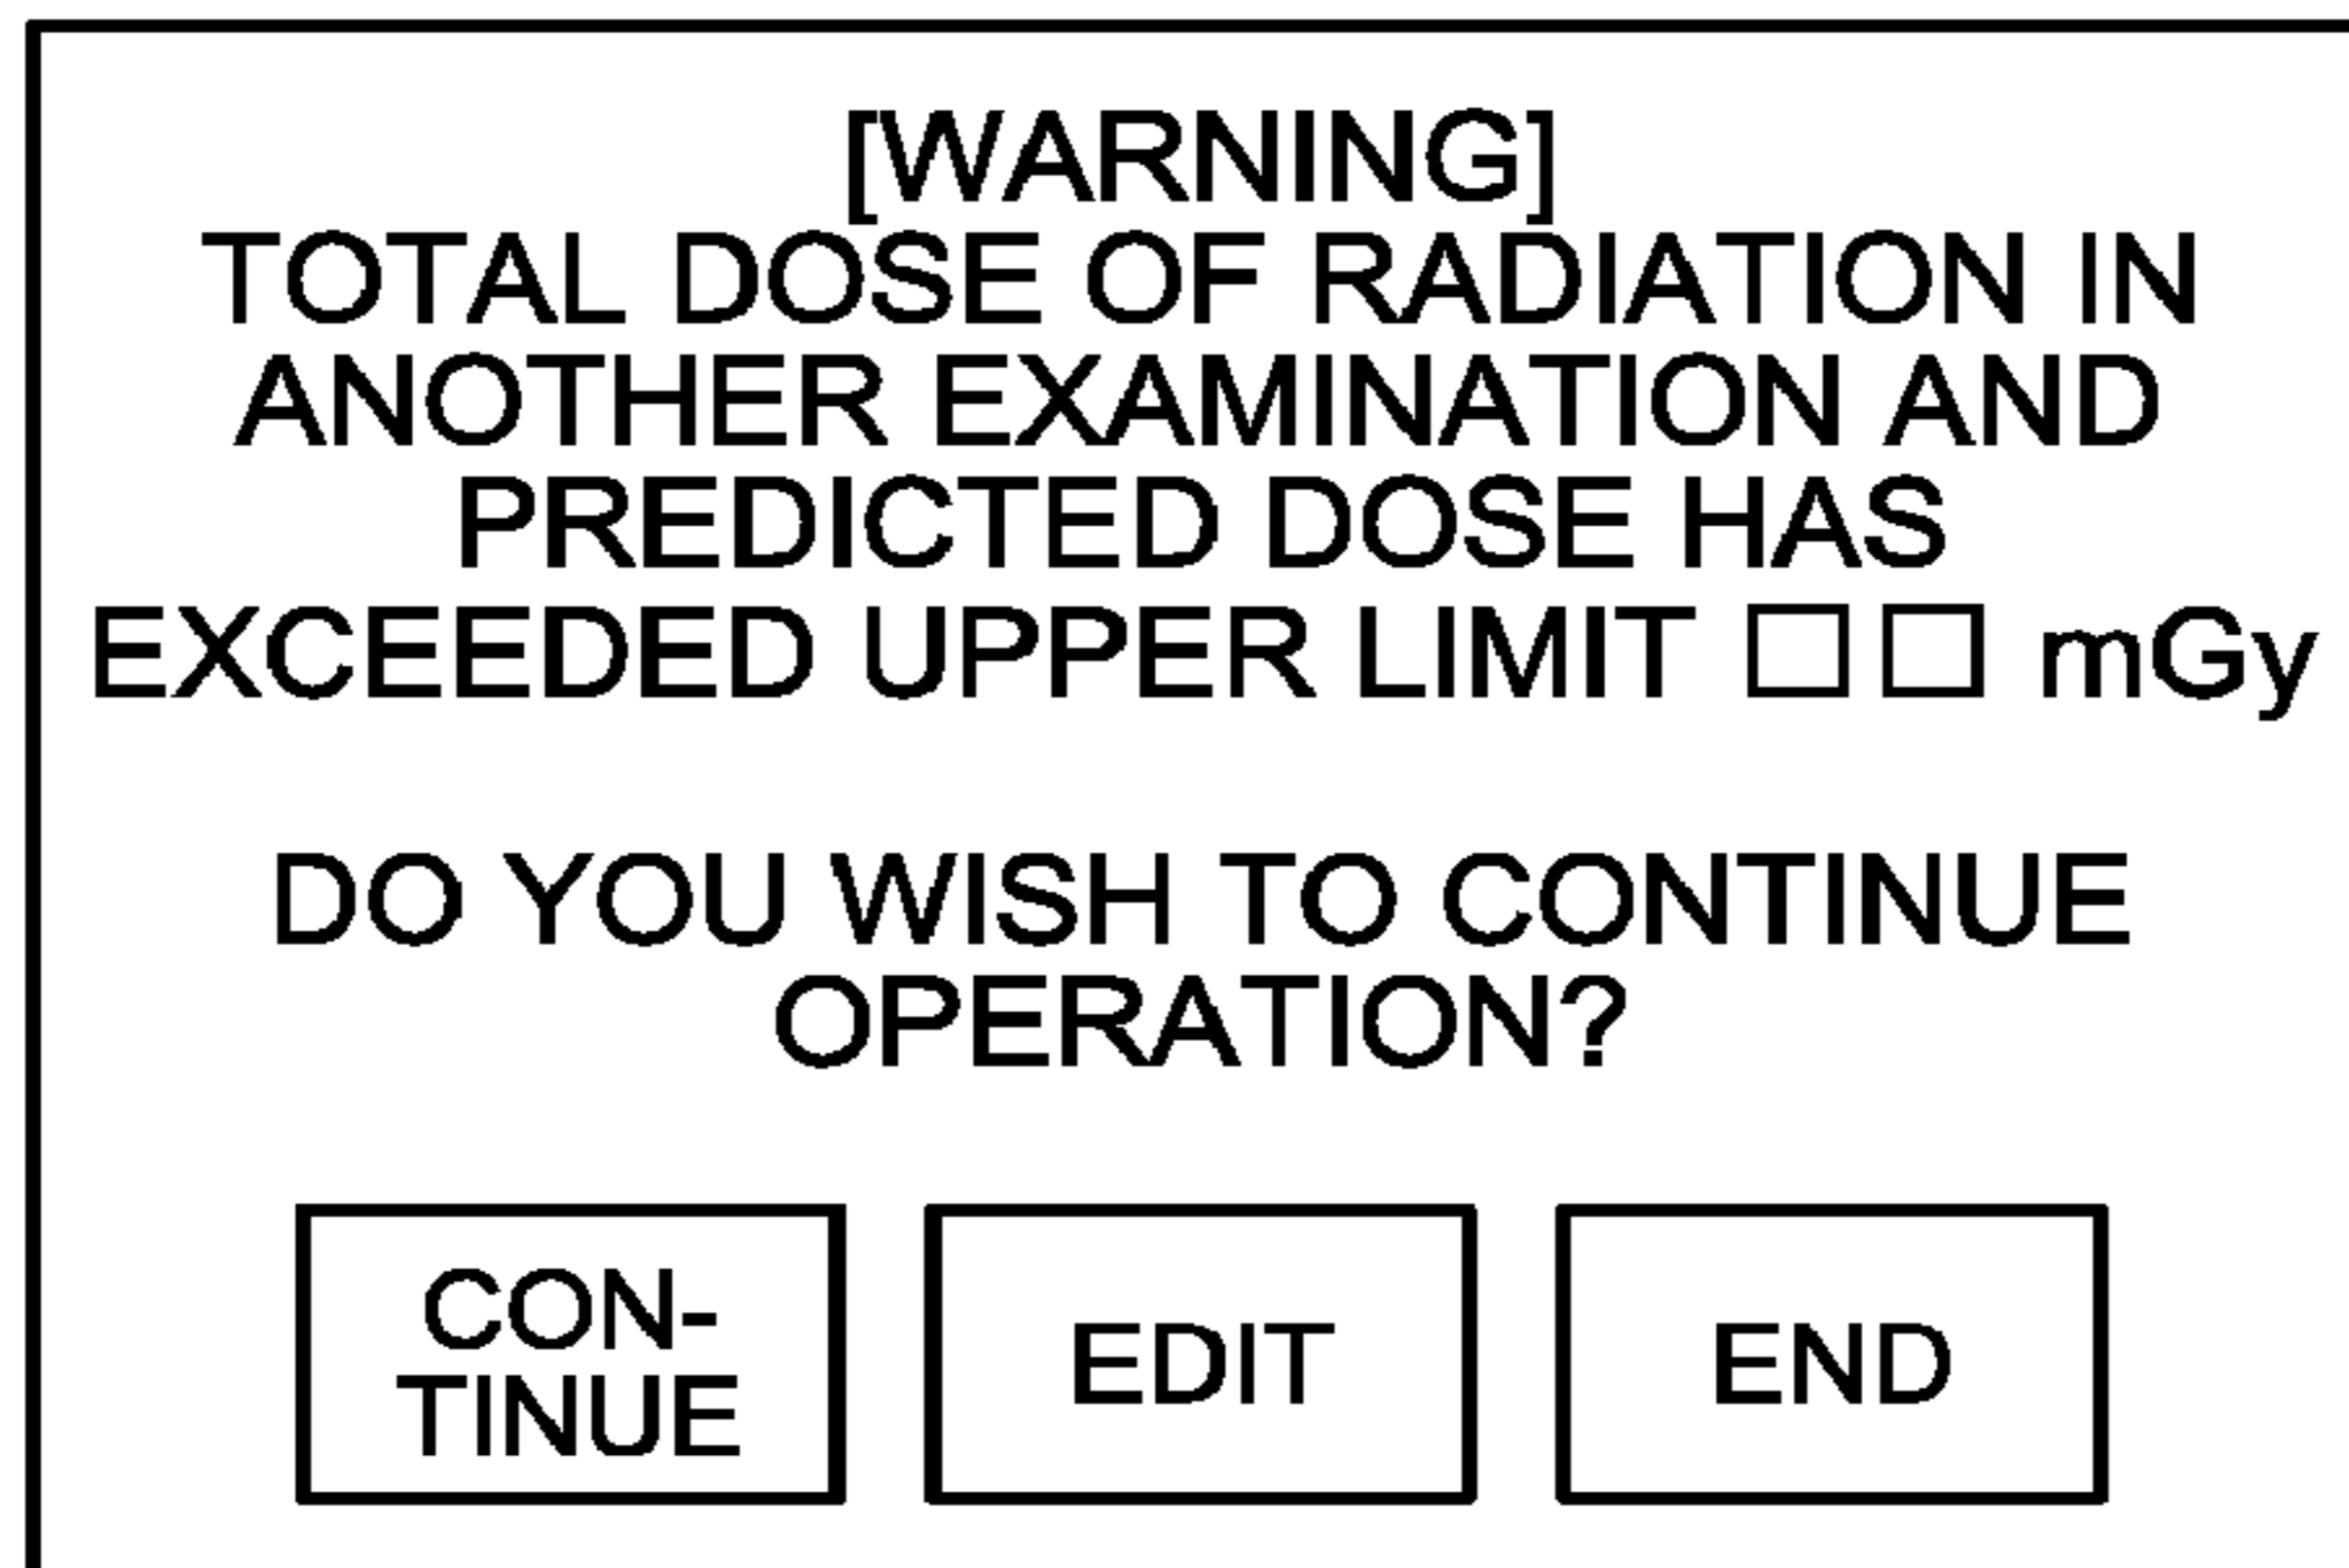 [WARNING]
TOTAL DOSE OF RADIATION IN
ANOTHER EXAMINATION AND
PREDICTED DOSE HAS
EXCEEDED UPPER LIMIT □□ mGy
DO YOU WISH TO CONTINUE
OPERATION?
CON-
TINUE
EDIT
END